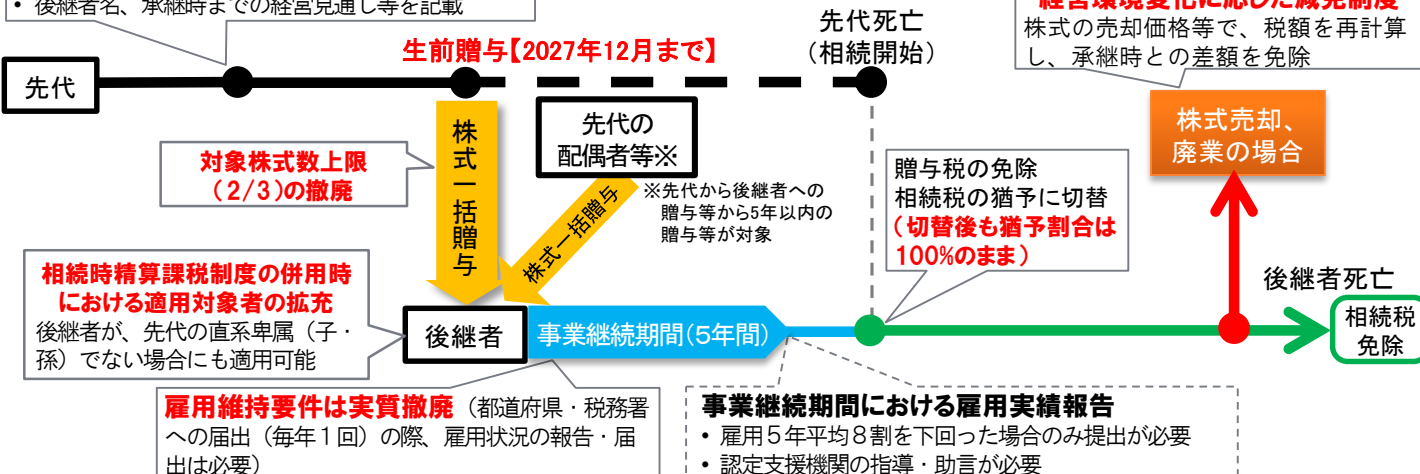 • 後継者名、承継時までの経営見通し等を記載
先代
生前贈与【2027年12月まで】
先代死亡
（相続開始）
経営環境変化に応じた減免制度
株式の売却価格等で、税額を再計算
し、承継時との差額を免除
対象株式数上限
（2/3）の撤廃
株式一括贈与
先代の
配偶者等※
株式一括贈与
※先代から後継者への
贈与等から5年以内の
贈与等が対象
贈与税の免除
相続税の猶予に切替
（切替後も猶予割合は
100%のまま）
株式売却、
廃業の場合
相続時精算課税制度の併用時
における適用対象者の拡充
後継者が、先代の直系卑属（子・
孫）でない場合にも適用可能
後継者
事業継続期間（5年間）
後継者死亡
相続税
免除
雇用維持要件は実質撤廃（都道府県・税務署
への届出（毎年１回）の際、雇用状況の報告・届
出は必要）
事業継続期間における雇用実績報告
• 雇用５年平均８割を下回った場合のみ提出が必要
• 認定支援機関の指導・助言が必要